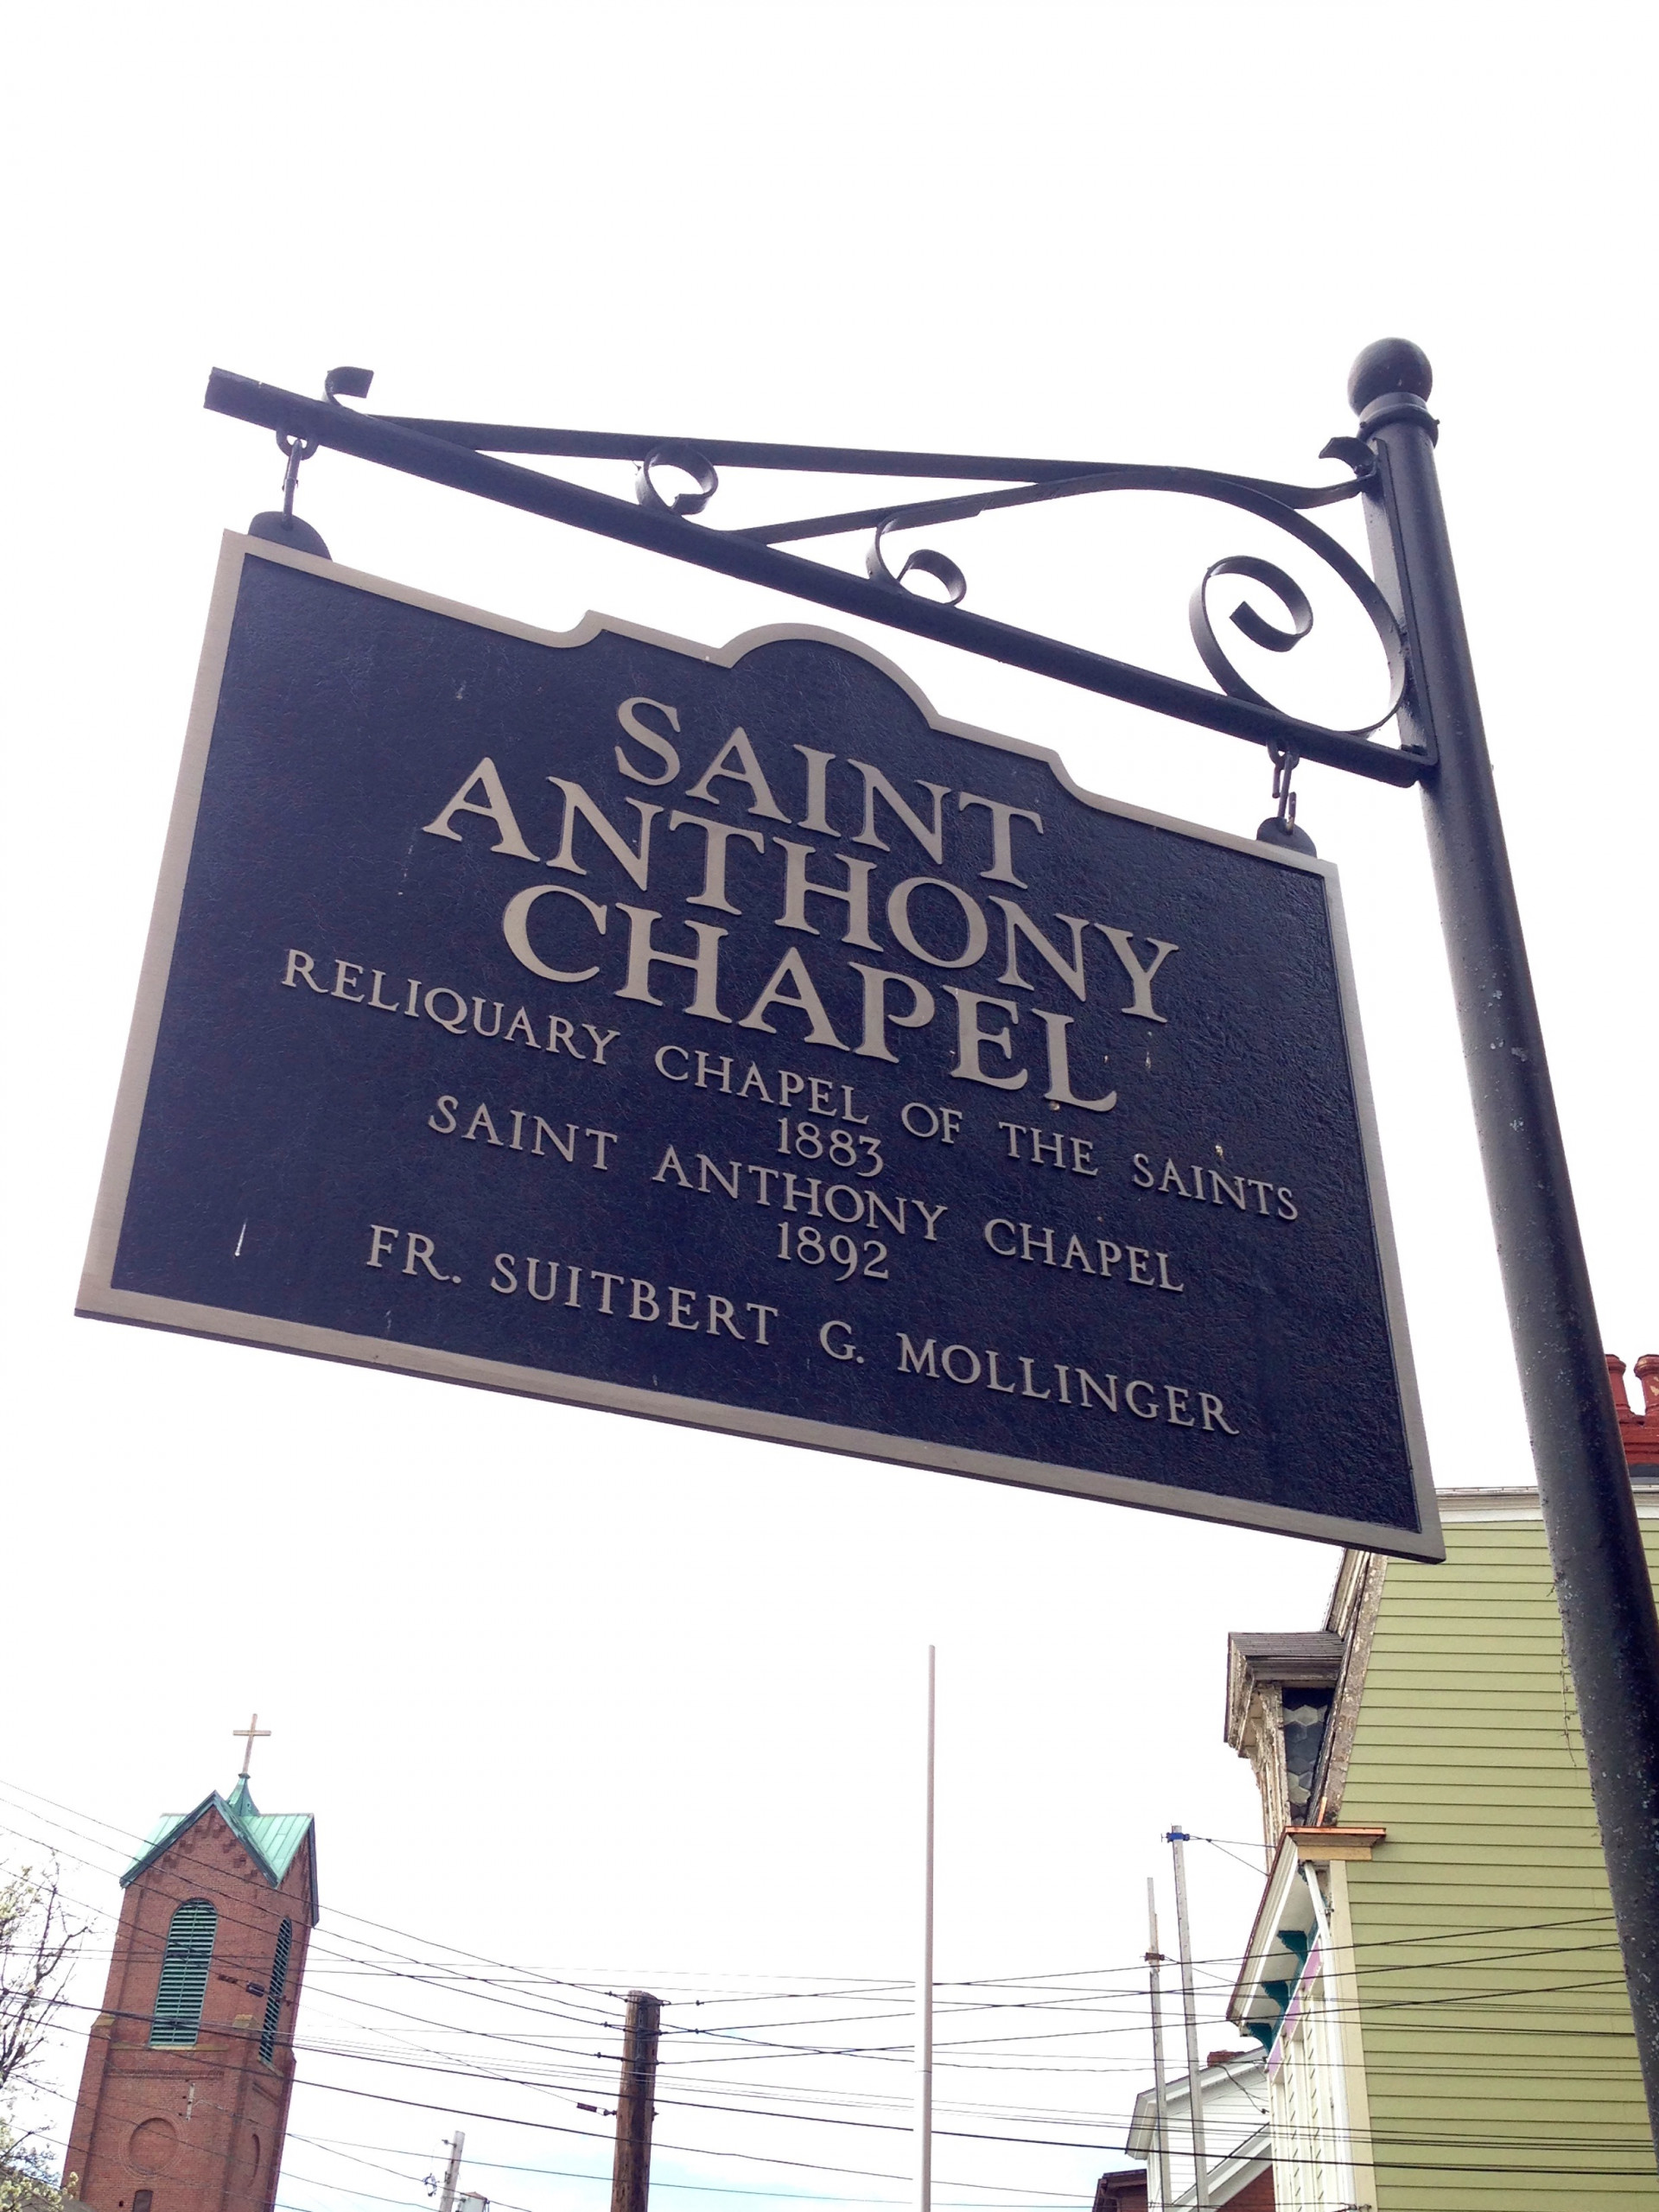 SAINT
ANTHONY
CHAPEL
RELIQUARY CHAPEL OF THE SAINTS
1883
SAINT ANTHONY CHAPEL
1892
FR. SUITBERT G. MOLLINGER